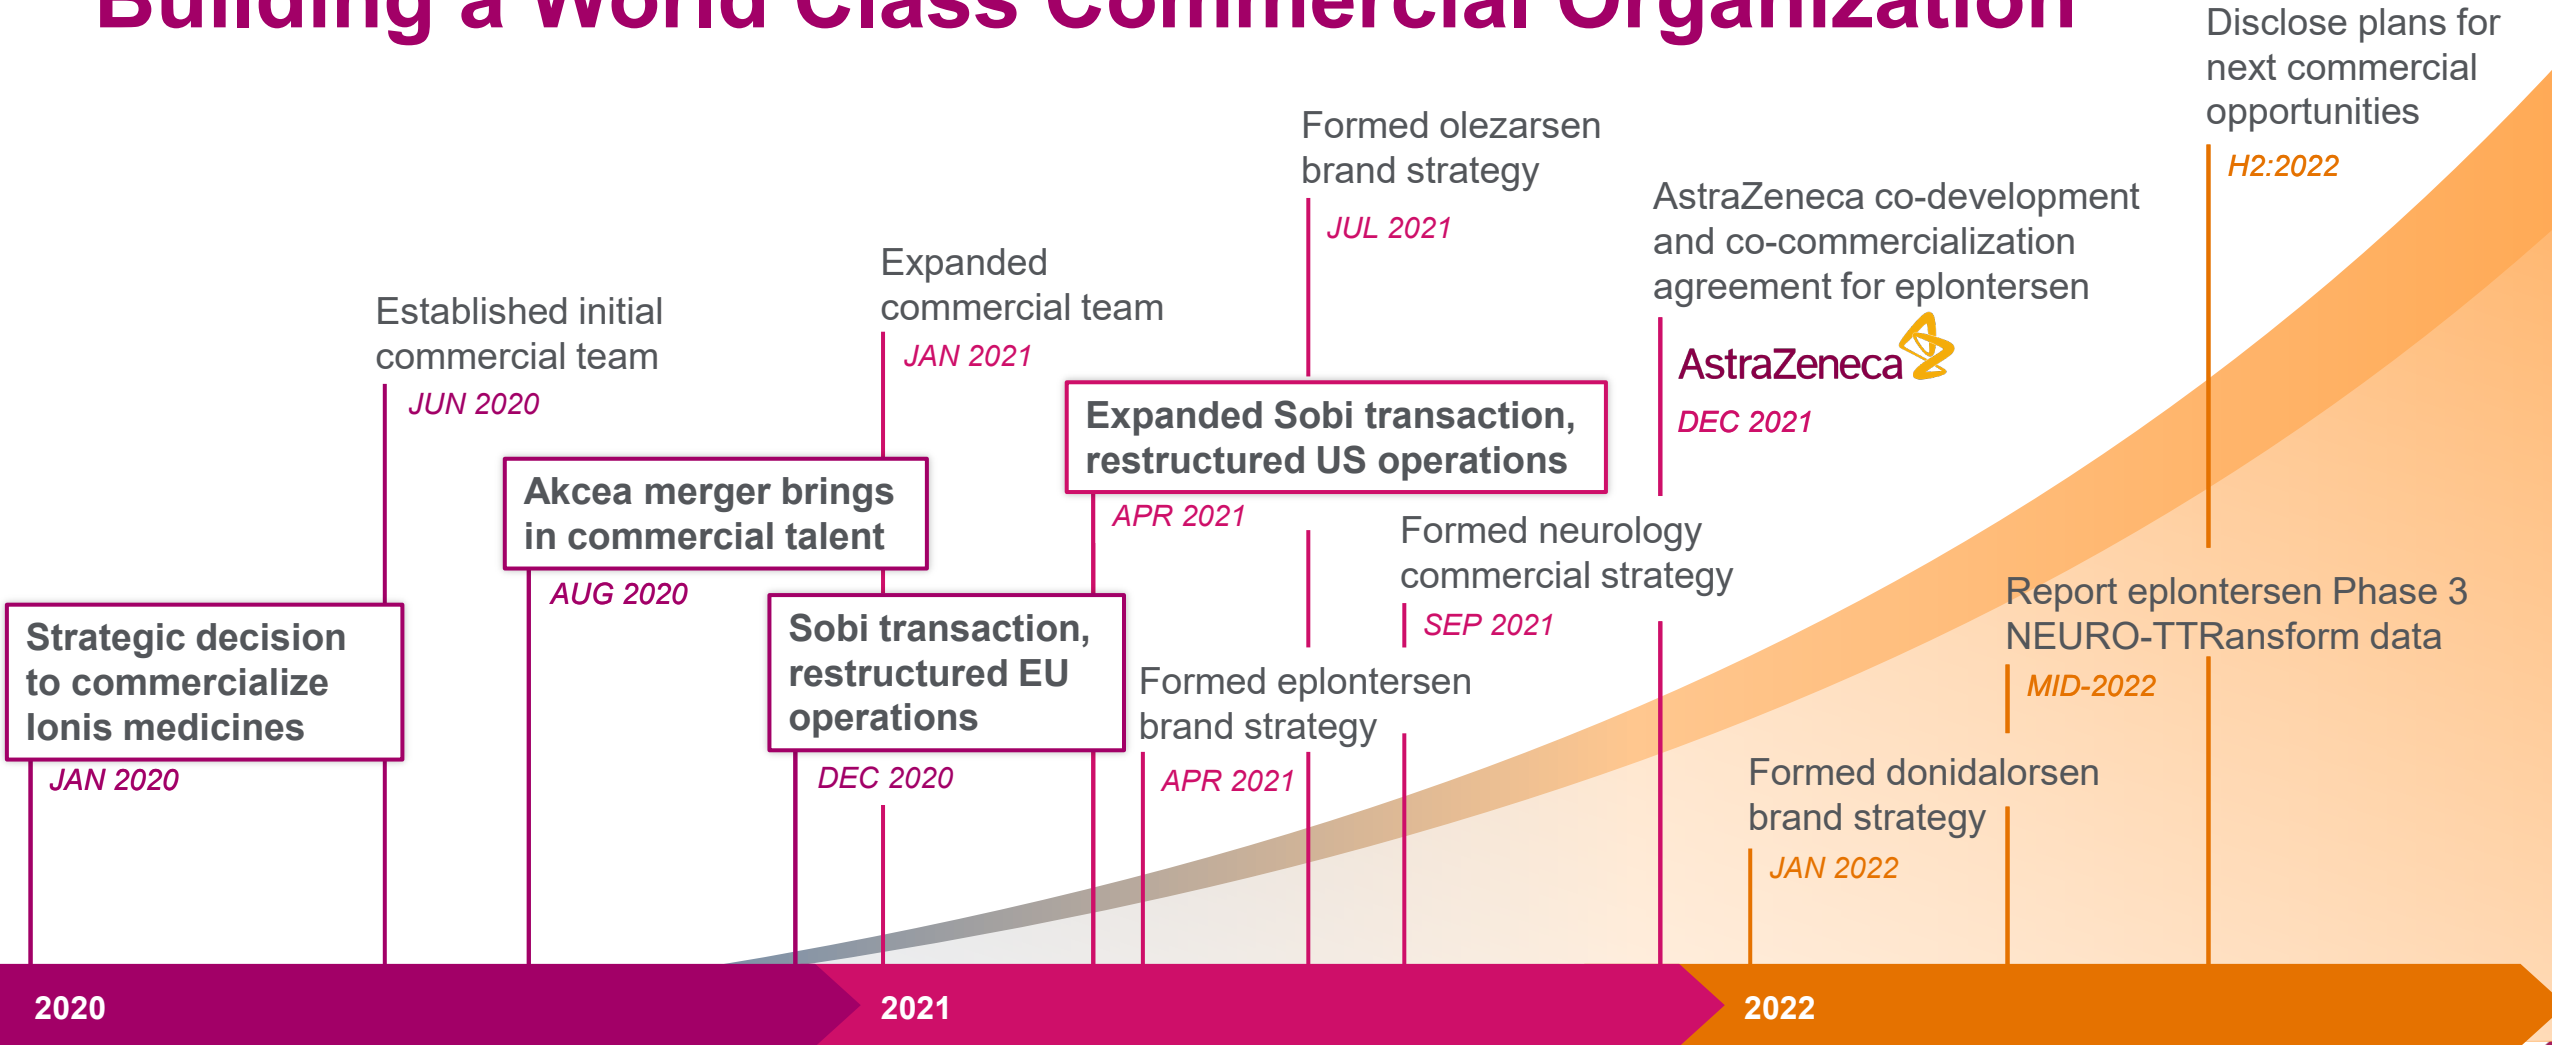 Building a World Class Commercial Organization
Disclose plans for
next commercial
opportunities
H2:2022
Formed olezarsen
brand strategy
JUL 2021
AstraZeneca co-development
and co-commercialization
agreement for eplontersen
AstraZeneca
DEC 2021
Expanded
commercial team
JAN 2021
Established initial
commercial team
JUN 2020
Expanded Sobi transaction,
restructured US operations
APR 2021
Akcea merger brings
in commercial talent
AUG 2020
Formed neurology
commercial strategy
SEP 2021
Report eplontersen Phase 3
NEURO-TTRansform data
MID-2022
Strategic decision
to commercialize
Ionis medicines
JAN 2020
Sobi transaction,
restructured EU
operations
DEC 2020
Formed eplontersen
brand strategy
APR 2021
Formed donidalorsen
brand strategy
JAN 2022
2020
2021
2022